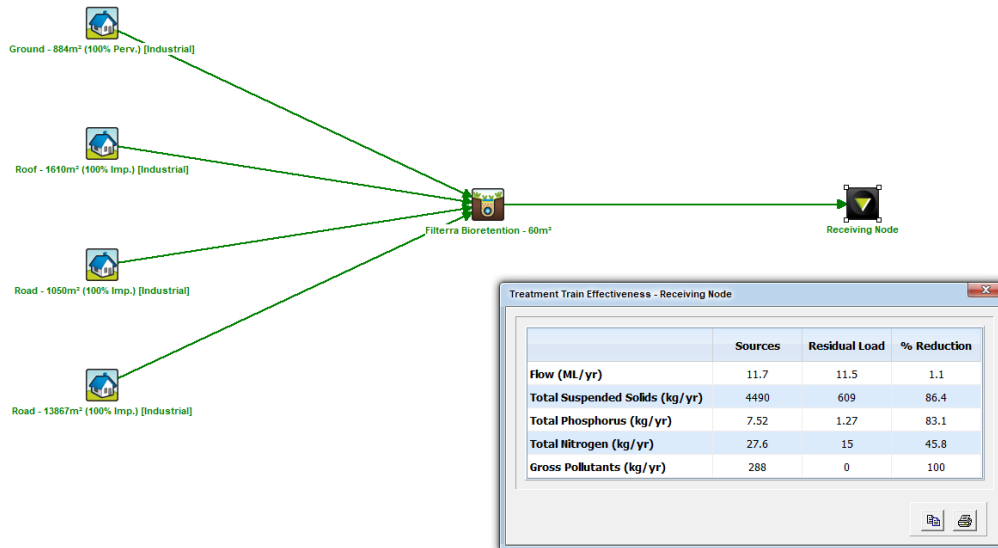 Ground - 884m² (100% Perv.) [Industrial]
Roof - 1610m² (100% Imp.) [Industrial]
Filterra Bioretention - 60m²
Receiving Node
Road - 1050m² (100% Imp.) [Industrial]
Road - 13867m² (100% Imp.) [Industrial]
Treatment Train Effectiveness - Receiving Node
Sources Residual Load % Reduction
Flow (ML/yr) 11.7 11.5 1.1
Total Suspended Solids (kg/yr) 4490 609 86.4
Total Phosphorus (kg/yr) 7.52 1.27 83.1
Total Nitrogen (kg/yr) 27.6 15 45.8
Gross Pollutants (kg/yr) 288 0 100